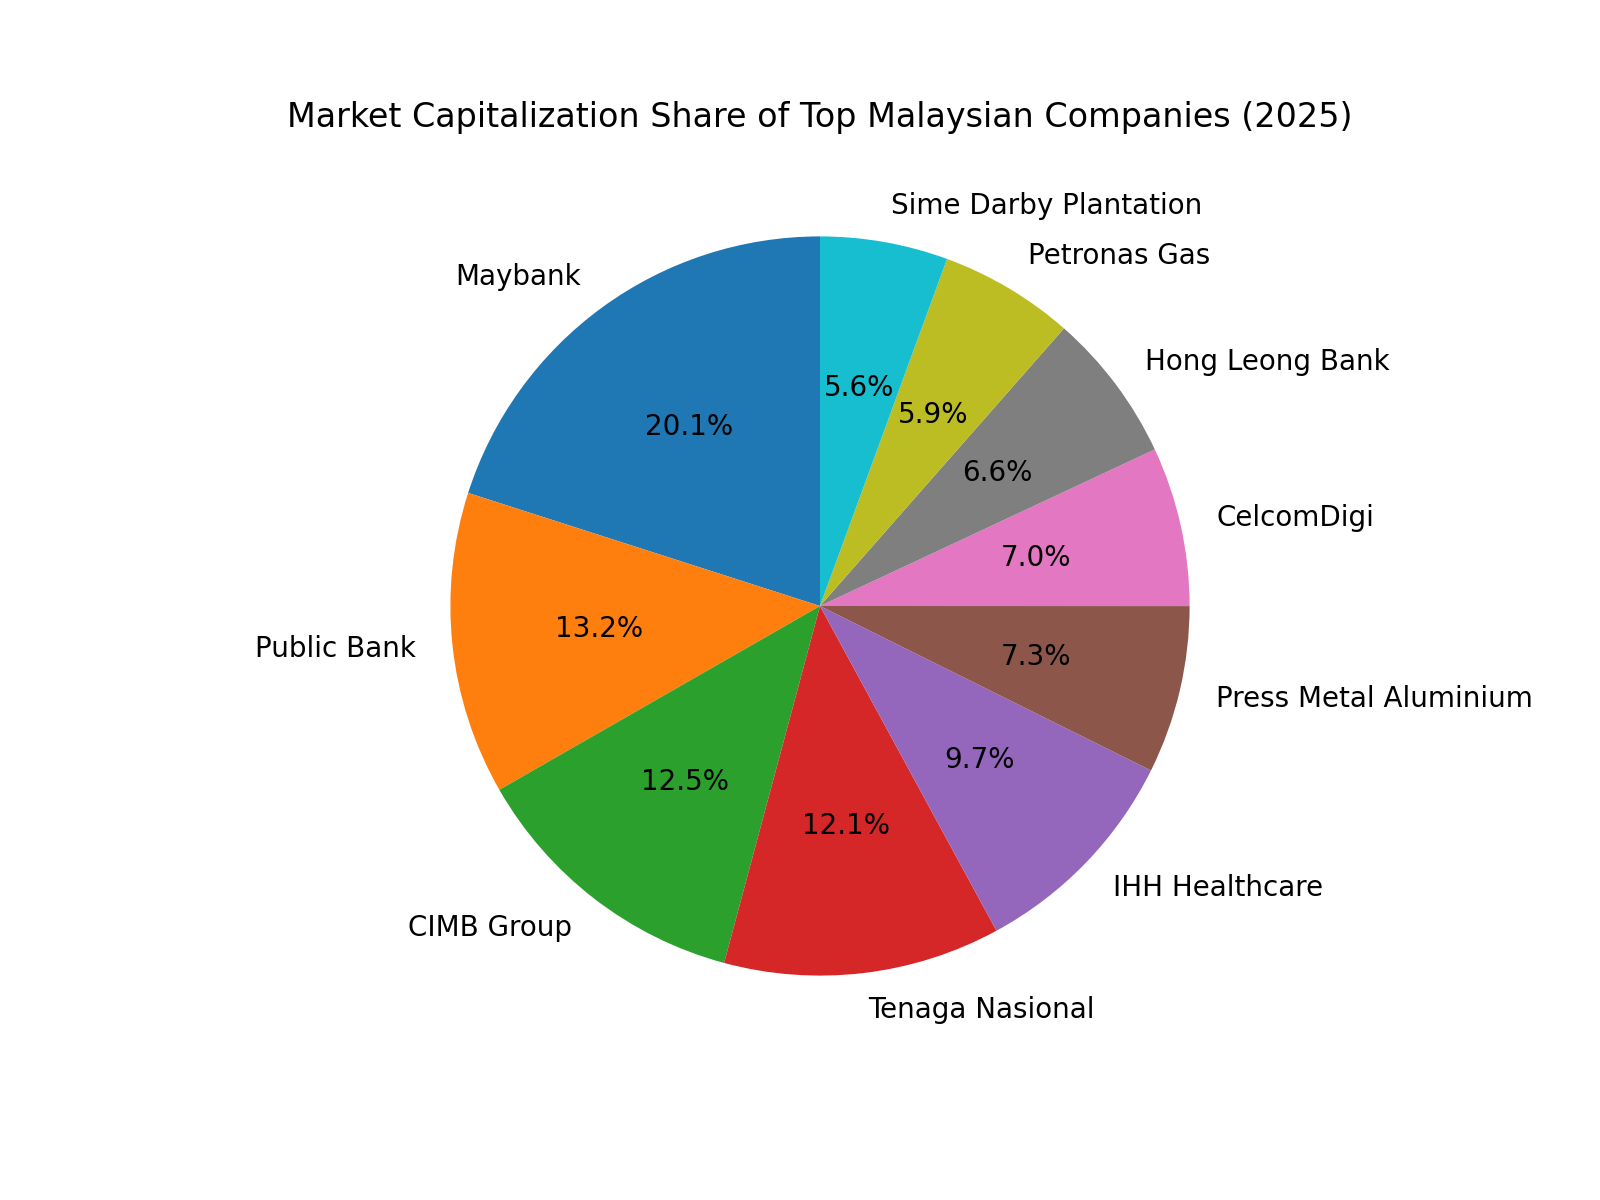 Market Capitalization Share of Top Malaysian Companies (2025)
Sime Darby Plantation
Petronas Gas
Maybank
Hong Leong Bank
5.6%
5.9%
20.1%
6.6%
CelcomDigi
7.0%
13.2%
Public Bank
7.3%
Press Metal Aluminium
9.7%
12.5%
12.1%
IHH Healthcare
CIMB Group
Tenaga Nasional